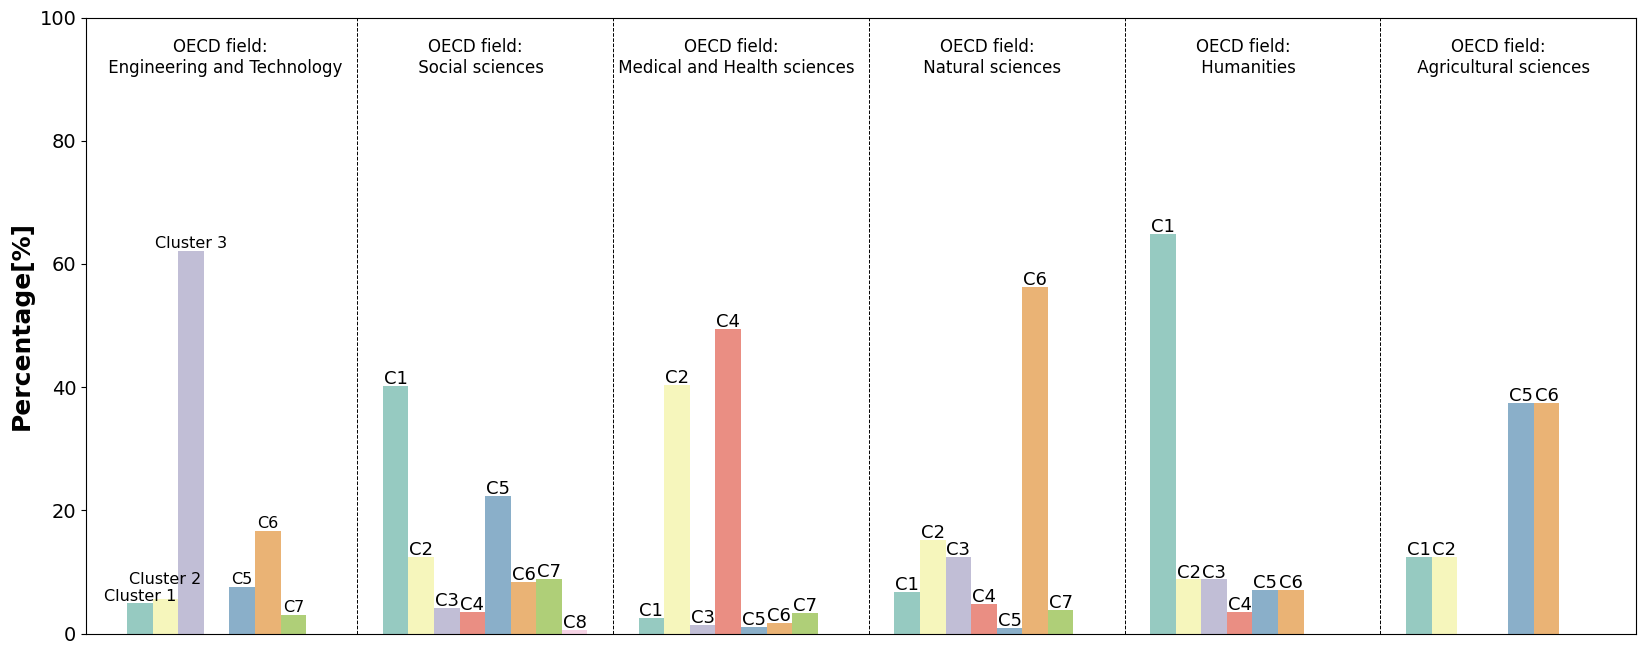 100
80
60
40
20
0
Percentage[%]
OECD field:
Engineering and Technology
Cluster 1
Cluster 2
Cluster 3
C5
C6
C7
OECD field:
Social sciences
C1
C2
C3
C4
C5
C6
C7
C8
OECD field:
Medical and Health sciences
C1
C2
C3
C4
C5
C6
C7
OECD field:
Natural sciences
C1
C2
C3
C4
C5
C6
C7
OECD field:
Humanities
C1
C2
C3
C4
C5
C6
OECD field:
Agricultural sciences
C1
C2
C5
C6